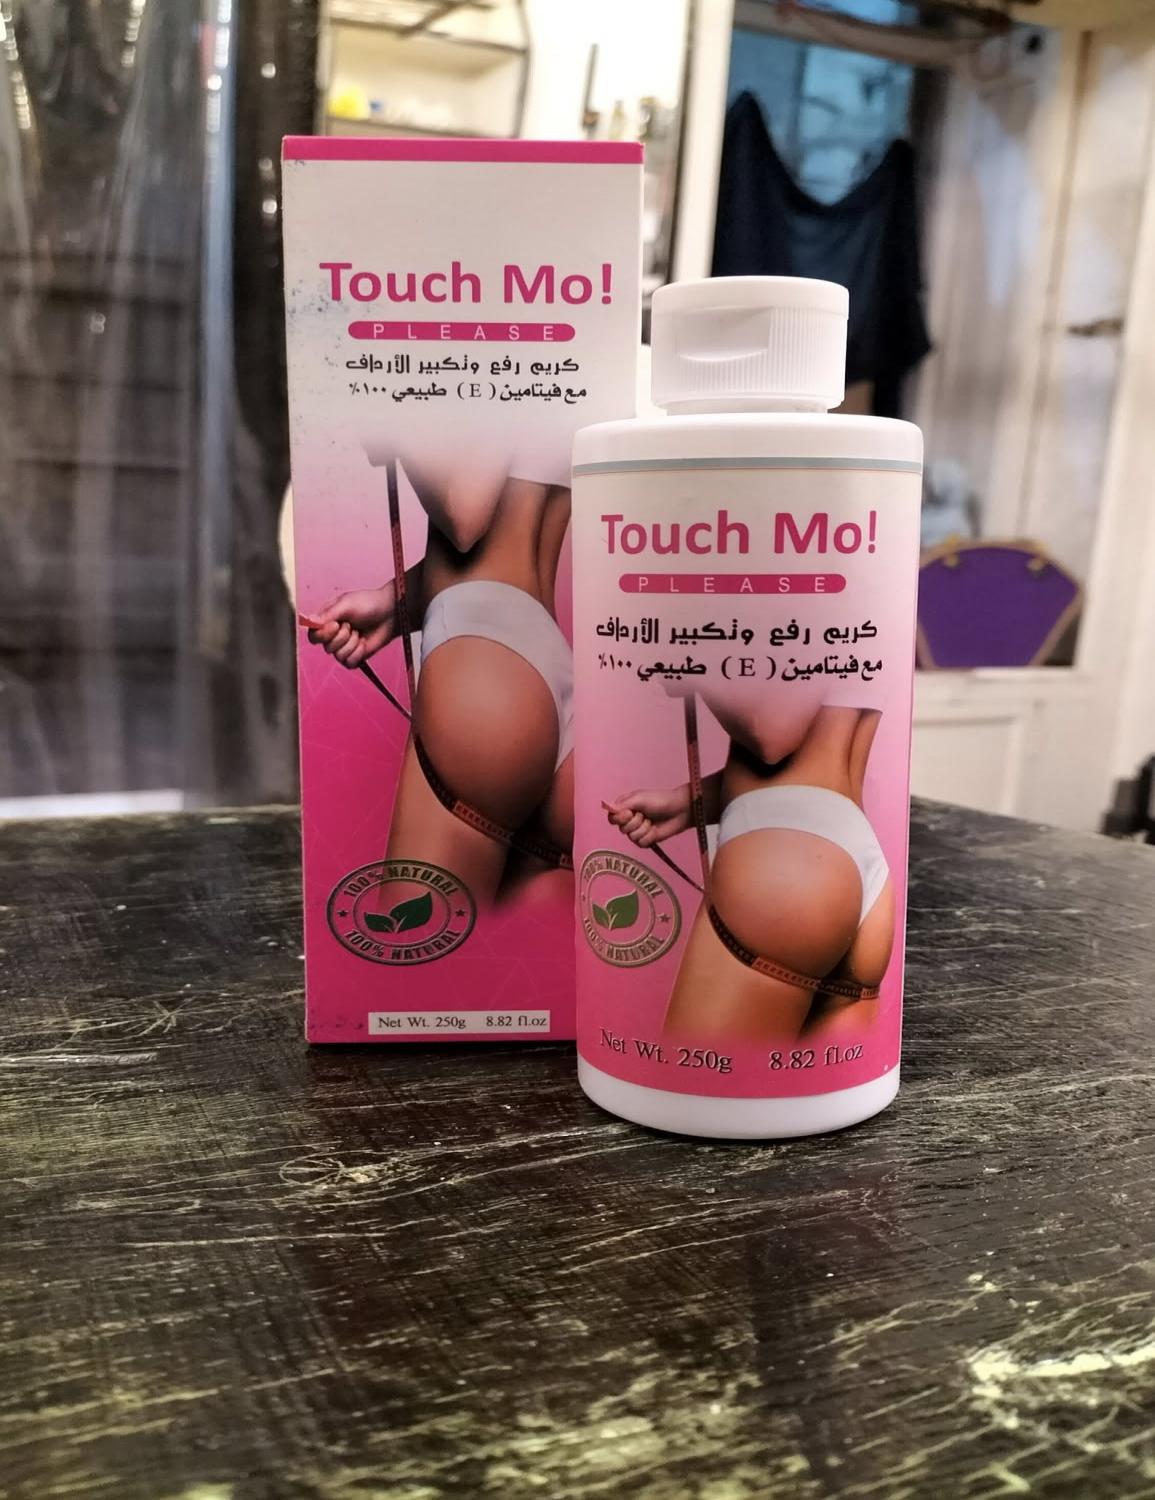 Touch Mo!
PLEASE
كريم رفع وتكبير الأرداف
مع فيتامين ( E ) طبيعي ١٠٠%
100% NATURAL
100% NATURAL
Net Wt. 250g 8.82 fl.oz
Touch Mo!
PLEASE
كريم رفع وتكبير الأرداف
مع فيتامين ( E ) طبيعي ١٠٠%
100% NATURAL
100% NATURAL
Net Wt. 250g 8.82 fl.oz